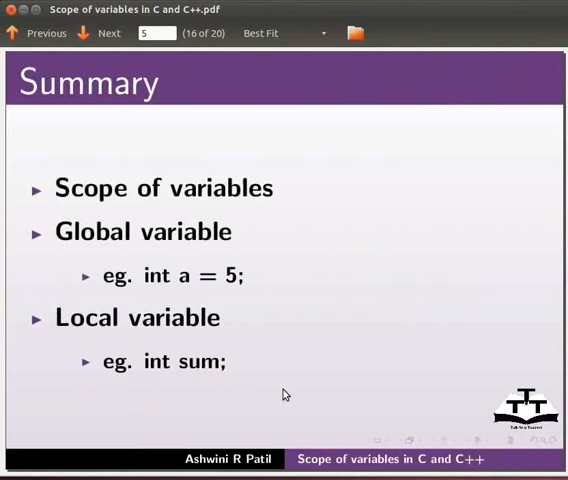 Scope of variables in C and C++.pdf
Previous Next 5 (16 of 20) Best Fit
Summary
Scope of variables
Global variable
eg. int a = 5;
Local variable
eg. int sum;
Ashwini R Patil Scope of variables in C and C++